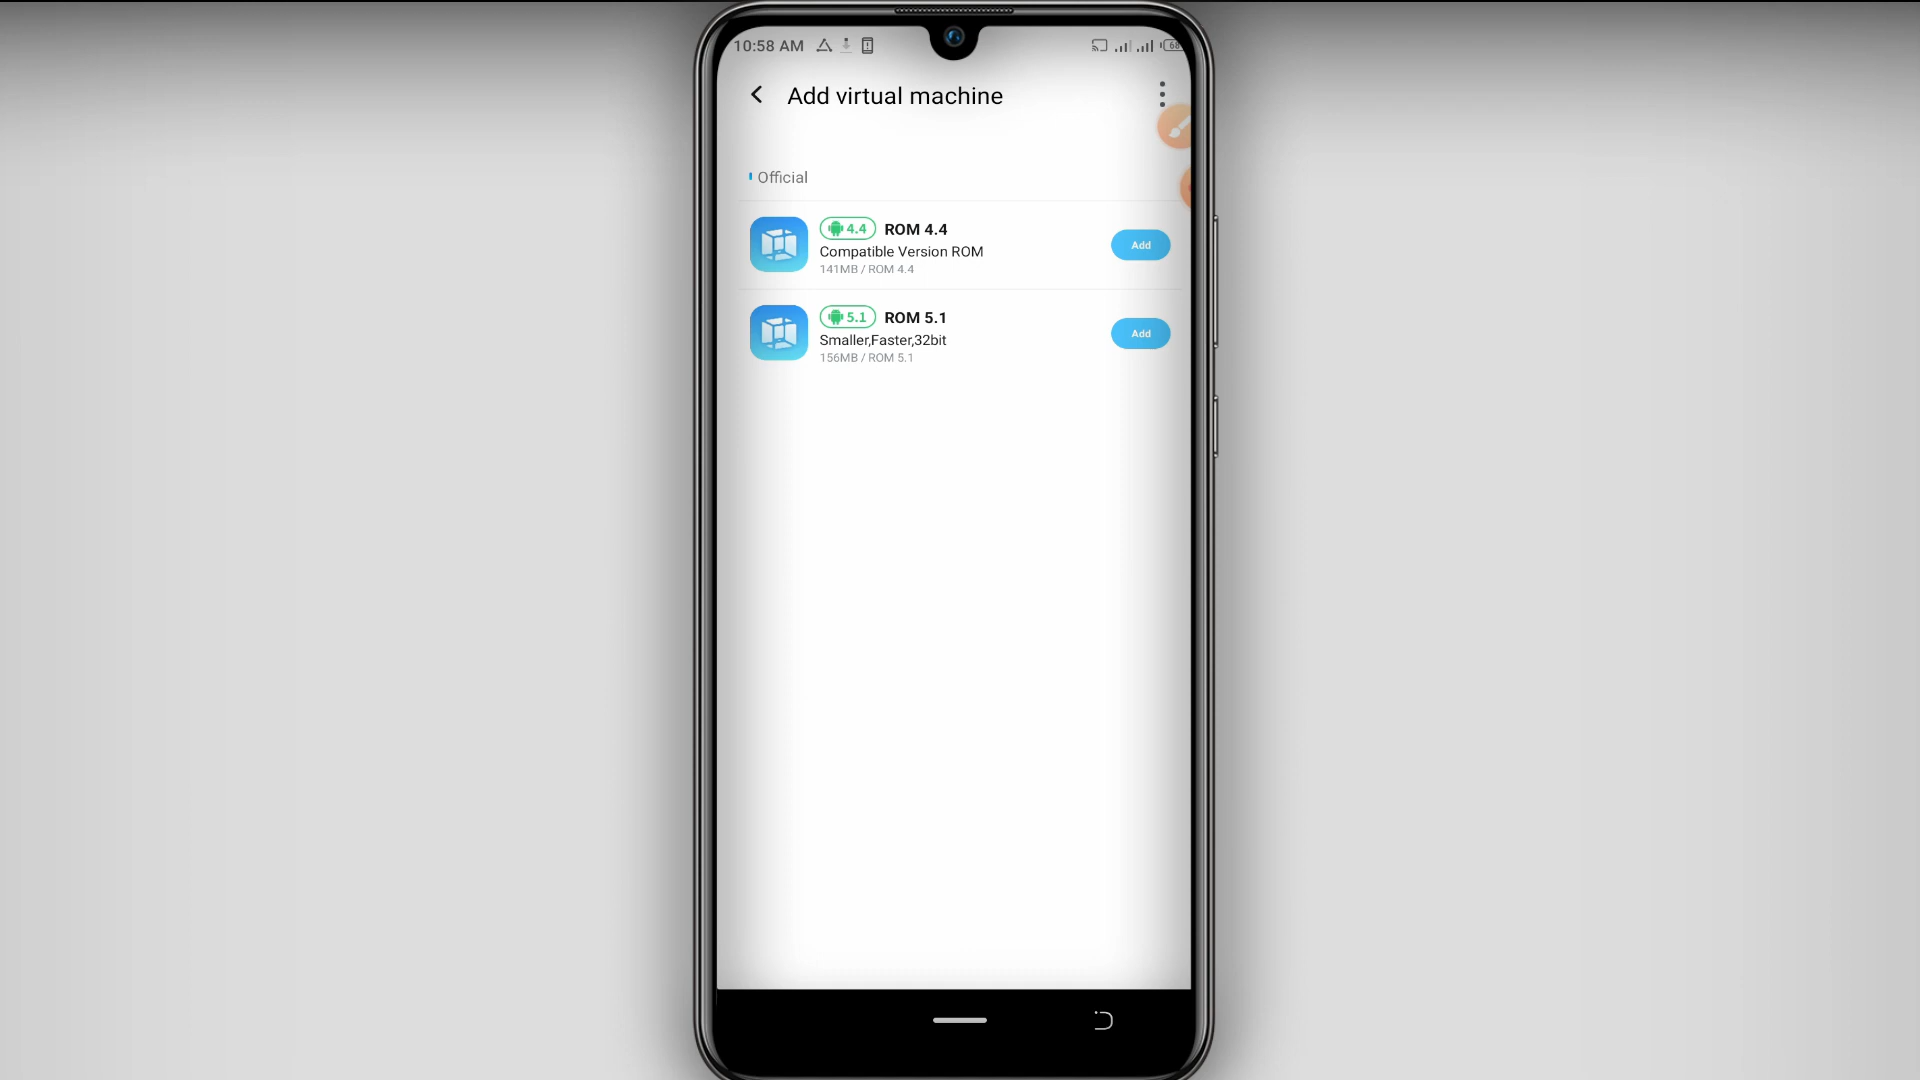 10:58 AM
68
Add virtual machine
Official
4.4 ROM 4.4
Compatible Version ROM
141MB / ROM 4.4
Add
5.1 ROM 5.1
Smaller,Faster,32bit
156MB / ROM 5.1
Add